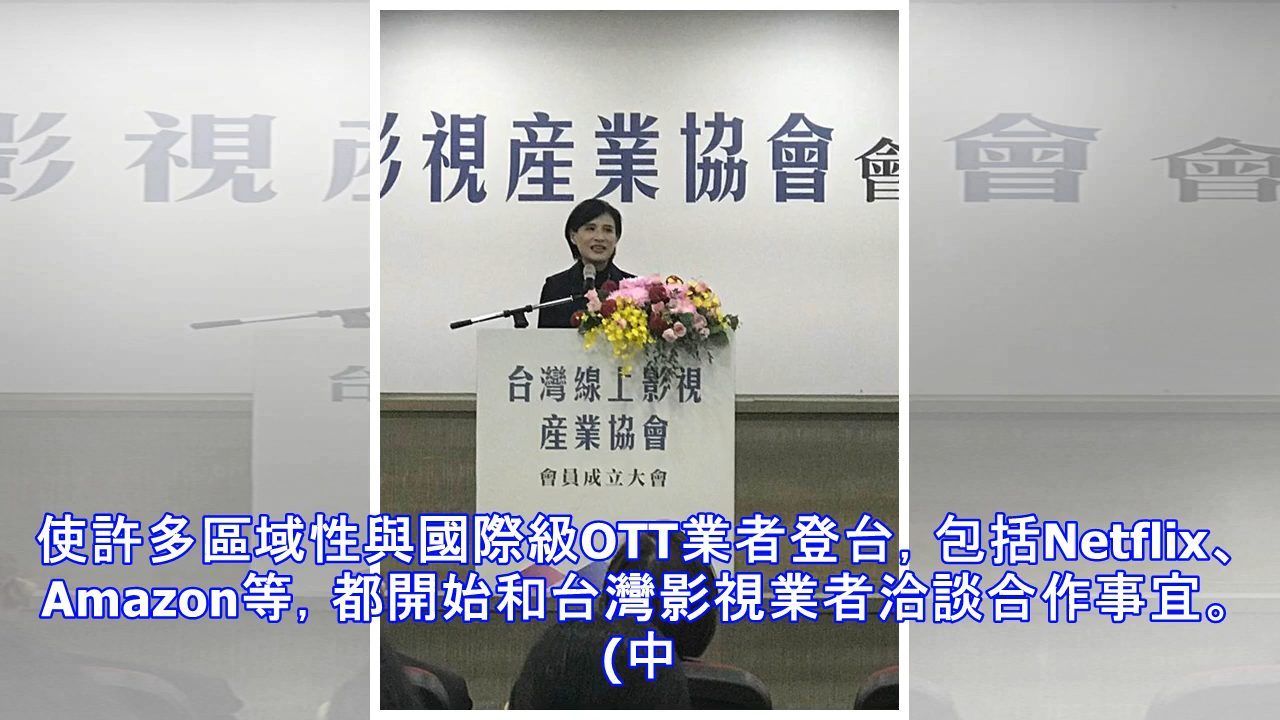 影視産業協會會
台灣線上影視
産業協會
會員成立大會
使許多區域性與國際級OTT業者登台，包括Netflix、
Amazon等，都開始和台灣影視業者洽談合作事宜。
(中